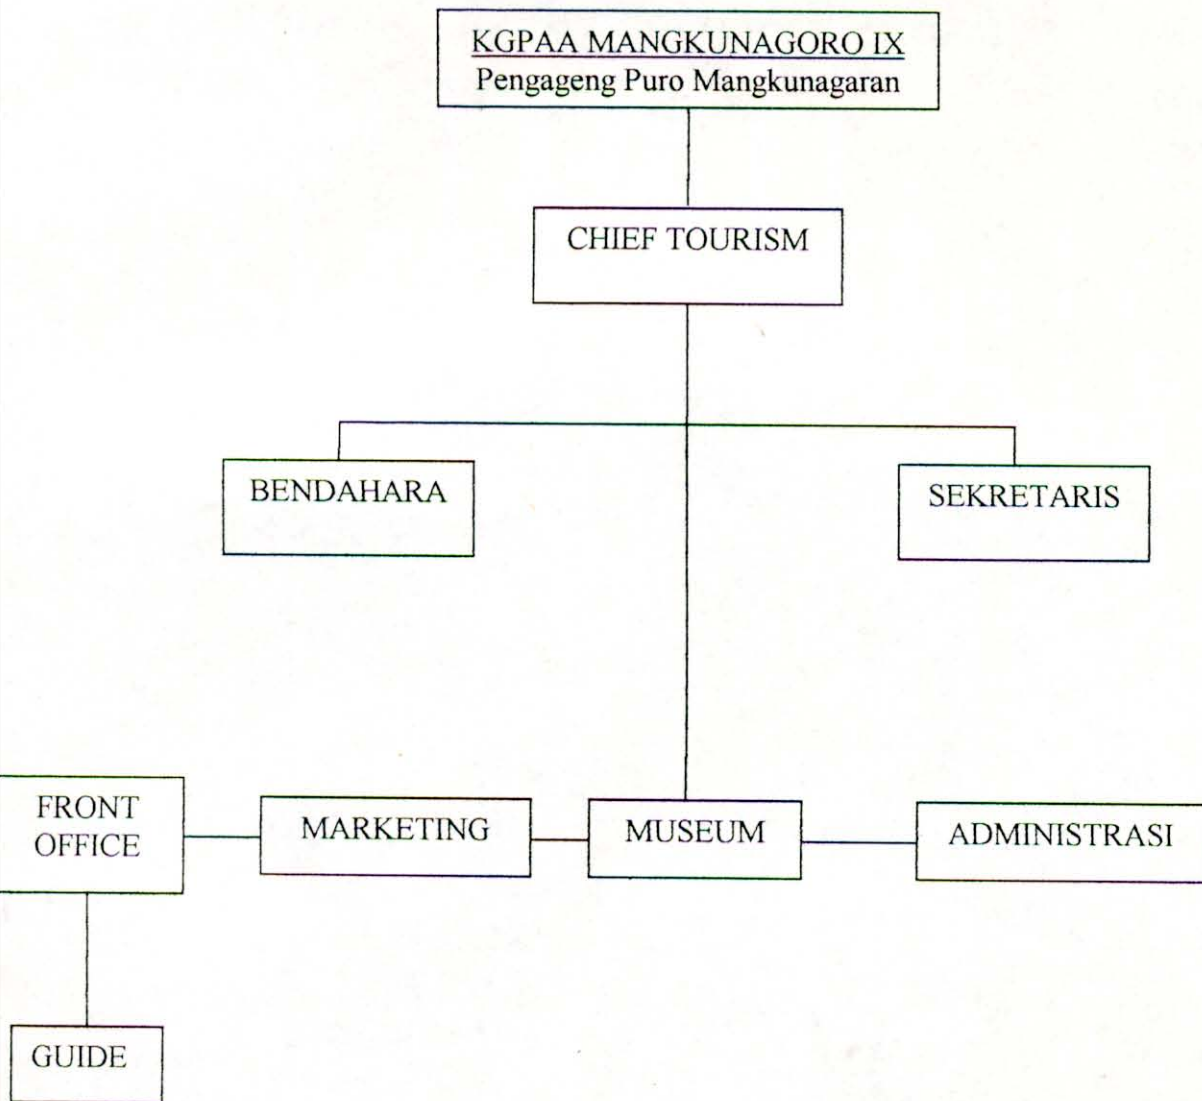 KGPAA MANGKUNAGORO IX
Pengageng Puro Mangkunagaran
CHIEF TOURISM
BENDAHARA
SEKRETARIS
FRONT
OFFICE
MARKETING
MUSEUM
ADMINISTRASI
GUIDE